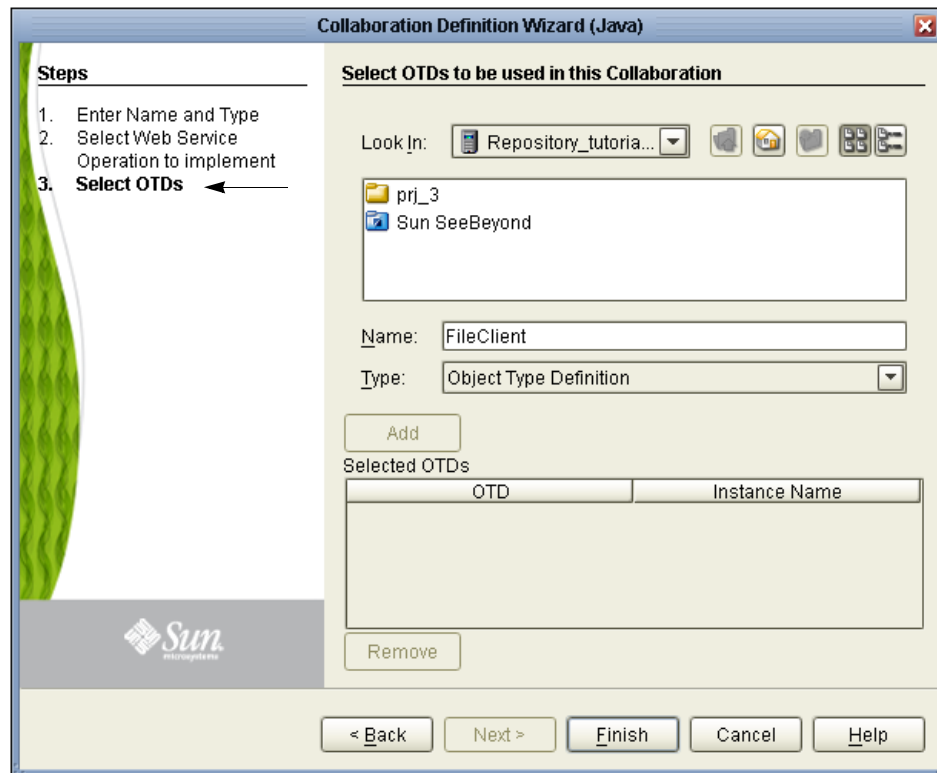 Collaboration Definition Wizard (Java)
Steps
1. Enter Name and Type
2. Select Web Service
Operation to implement
3. Select OTDs
Select OTDs to be used in this Collaboration
Look In: Repository_tutoria...
prj_3
Sun SeeBeyond
Name: FileClient
Type: Object Type Definition
Add
Selected OTDs
OTD Instance Name
Remove
Sun
microsystems
< Back Next > Finish Cancel Help